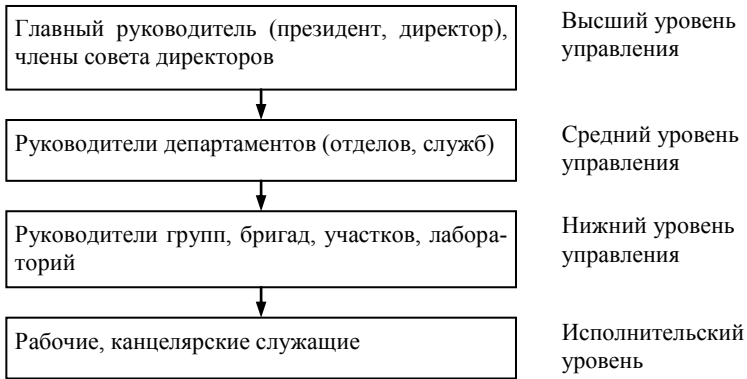 Главный руководитель (президент, директор),
члены совета директоров
Высший уровень
управления
Руководители департаментов (отделов, служб)
Средний уровень
управления
Руководители групп, бригад, участков, лабора-
торий
Нижний уровень
управления
Рабочие, канцелярские служащие
Исполнительский
уровень